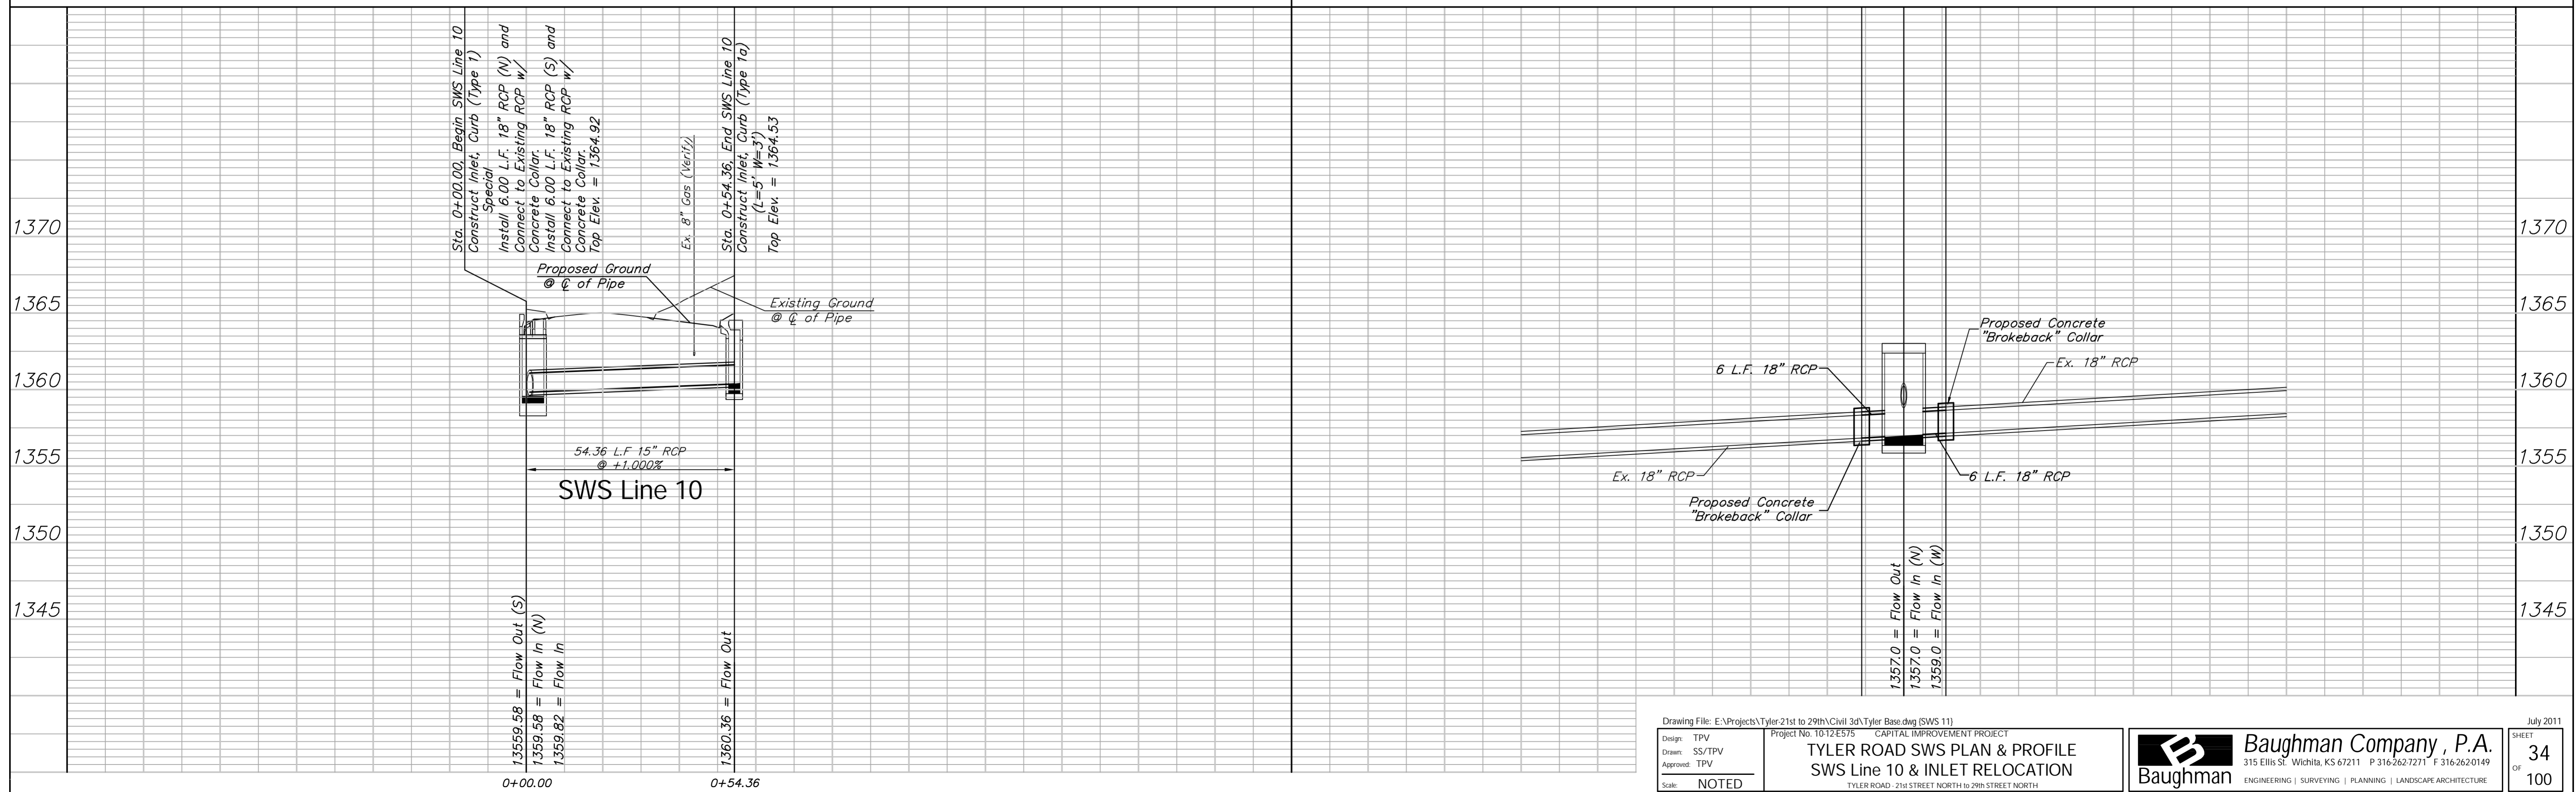 Sta. 0+00.00, Begin SWS Line 10
Construct Inlet, Curb (Type 1)
Special
Install 6.00 L.F. 18" RCP (N) and
Connect to Existing RCP w/
Concrete Collar.
Install 6.00 L.F. 18" RCP (S) and
Connect to Existing RCP w/
Concrete Collar.
Top Elev. = 1364.92
Ex. 8" Gas (Verify)
Sta. 0+54.36, End SWS Line 10
Construct Inlet, Curb (Type 1a)
(L=5' W=3')
Top Elev. = 1364.53
1370
1365
1360
1355
1350
1345
Proposed Ground
@ ℄ of Pipe
Existing Ground
@ ℄ of Pipe
54.36 L.F 15" RCP
@ +1.000%
SWS Line 10
13559.58 = Flow Out (S)
1359.58 = Flow In (N)
1359.82 = Flow In
1360.36 = Flow Out
0+00.00
0+54.36
Proposed Concrete
"Brokeback" Collar
6 L.F. 18" RCP
Ex. 18" RCP
Ex. 18" RCP
6 L.F. 18" RCP
Proposed Concrete
"Brokeback" Collar
1357.0 = Flow Out
1357.0 = Flow In (N)
1359.0 = Flow In (W)
1370
1365
1360
1355
1350
1345
Drawing File: E:\Projects\Tyler-21st to 29th\Civil 3d\Tyler Base.dwg (SWS 11)
July 2011
Design: TPV
Drawn: SS/TPV
Approved: TPV
Scale: NOTED
Project No. 10-12-E575 CAPITAL IMPROVEMENT PROJECT
TYLER ROAD SWS PLAN & PROFILE
SWS Line 10 & INLET RELOCATION
TYLER ROAD - 21st STREET NORTH to 29th STREET NORTH
Baughman
Baughman Company, P.A.
315 Ellis St. Wichita, KS 67211 P 316-262-7271 F 316-262-0149
ENGINEERING | SURVEYING | PLANNING | LANDSCAPE ARCHITECTURE
SHEET
34
OF
100